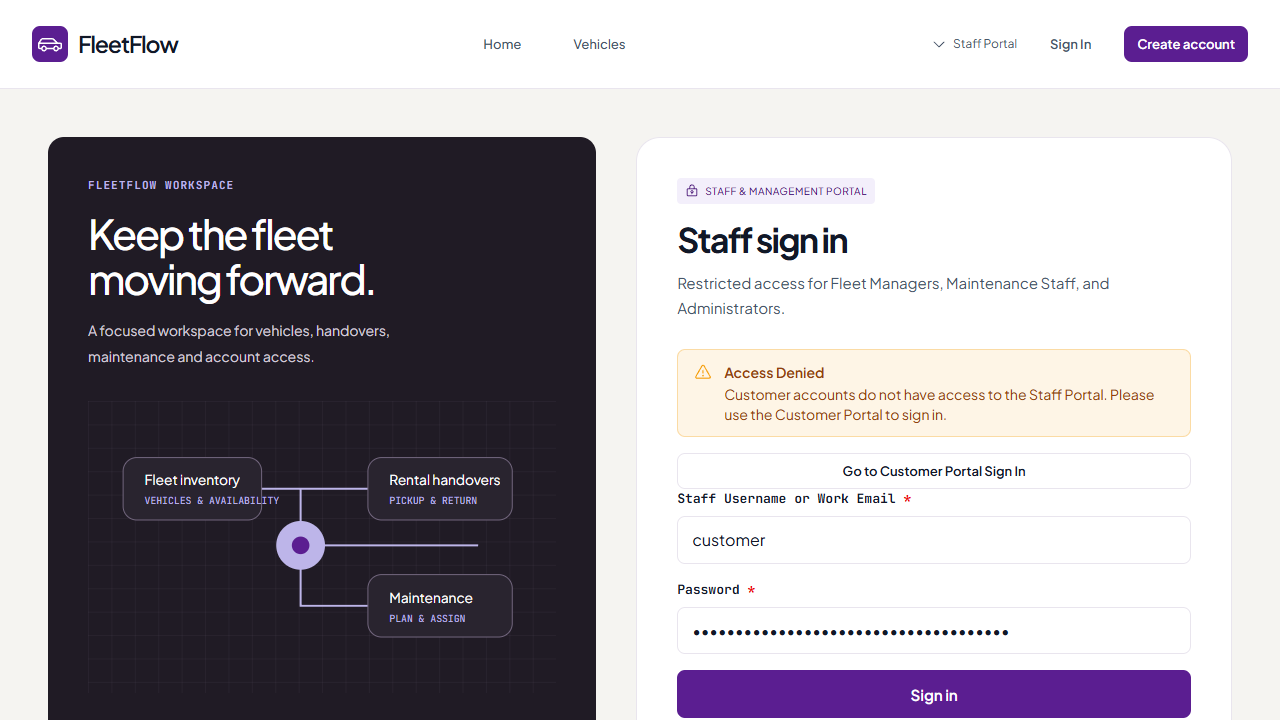 FleetFlow
Home
Vehicles
Staff Portal
Sign In
Create account
FLEETFLOW WORKSPACE
Keep the fleet
moving forward.
A focused workspace for vehicles, handovers,
maintenance and account access.
Fleet inventory
VEHICLES & AVAILABILITY
Rental handovers
PICKUP & RETURN
Maintenance
PLAN & ASSIGN
STAFF & MANAGEMENT PORTAL
Staff sign in
Restricted access for Fleet Managers, Maintenance Staff, and
Administrators.
Access Denied
Customer accounts do not have access to the Staff Portal. Please
use the Customer Portal to sign in.
Go to Customer Portal Sign In
Staff Username or Work Email *
customer
Password *
Sign in